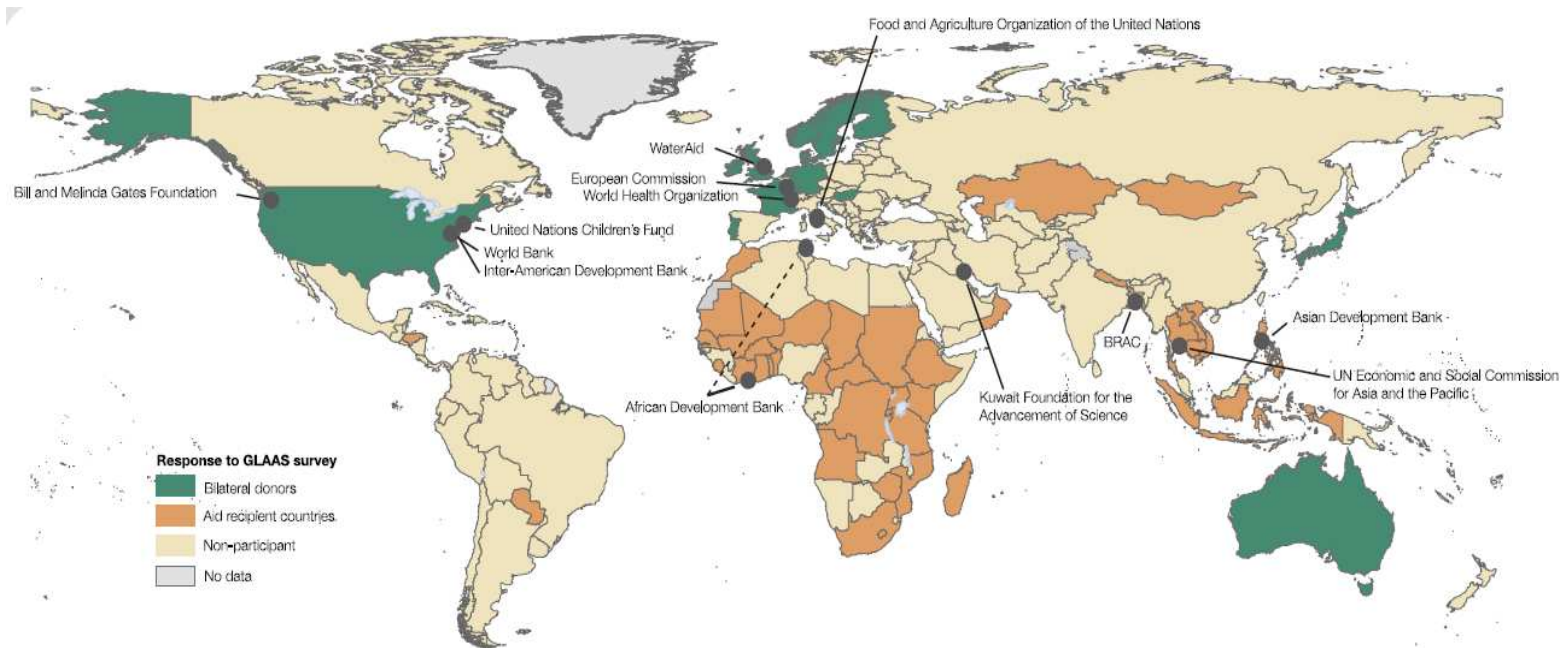 Food and Agriculture Organization of the United Nations
WaterAid
European Commission
World Health Organization
Bill and Melinda Gates Foundation
United Nations Children's Fund
World Bank
Inter-American Development Bank
Asian Development Bank
BRAC
UN Economic and Social Commission
for Asia and the Pacific
Kuwait Foundation for the
Advancement of Science
African Development Bank
Response to GLAAS survey
Bilateral donors
Aid recipient countries
Non-participant
No data